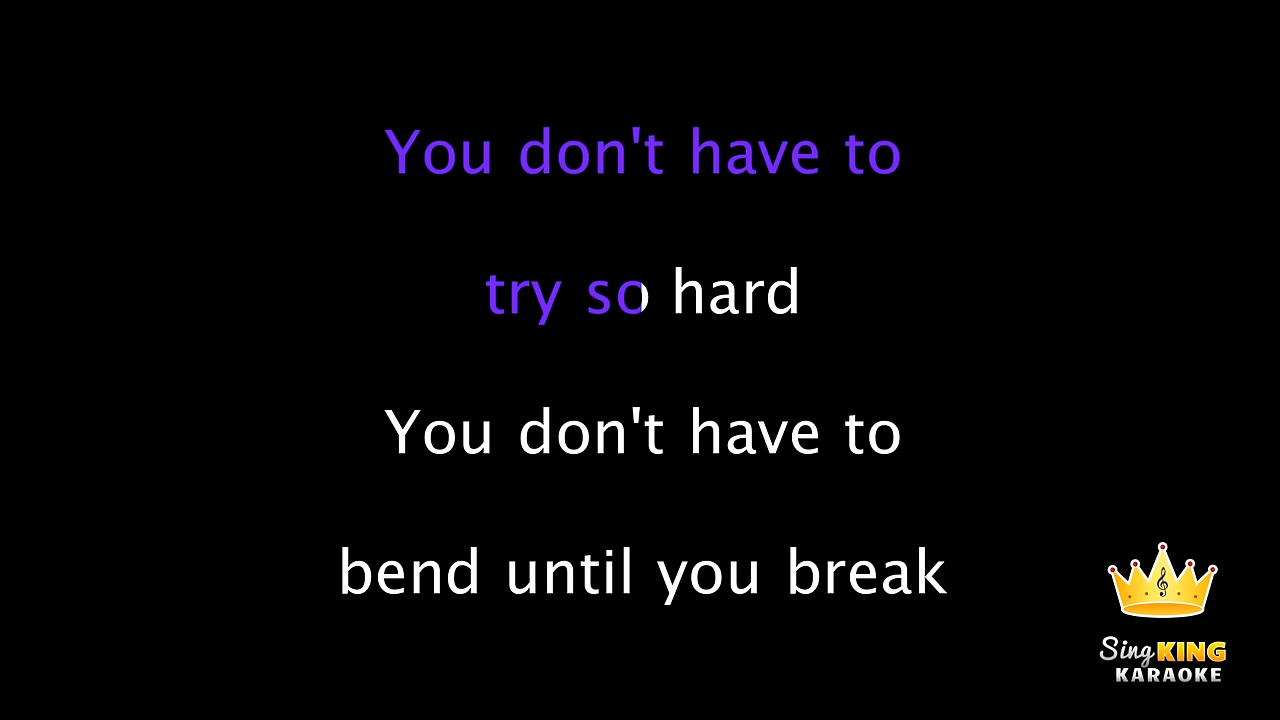 You don't have to
try so hard
You don't have to
bend until you break
Sing KING
KARAOKE